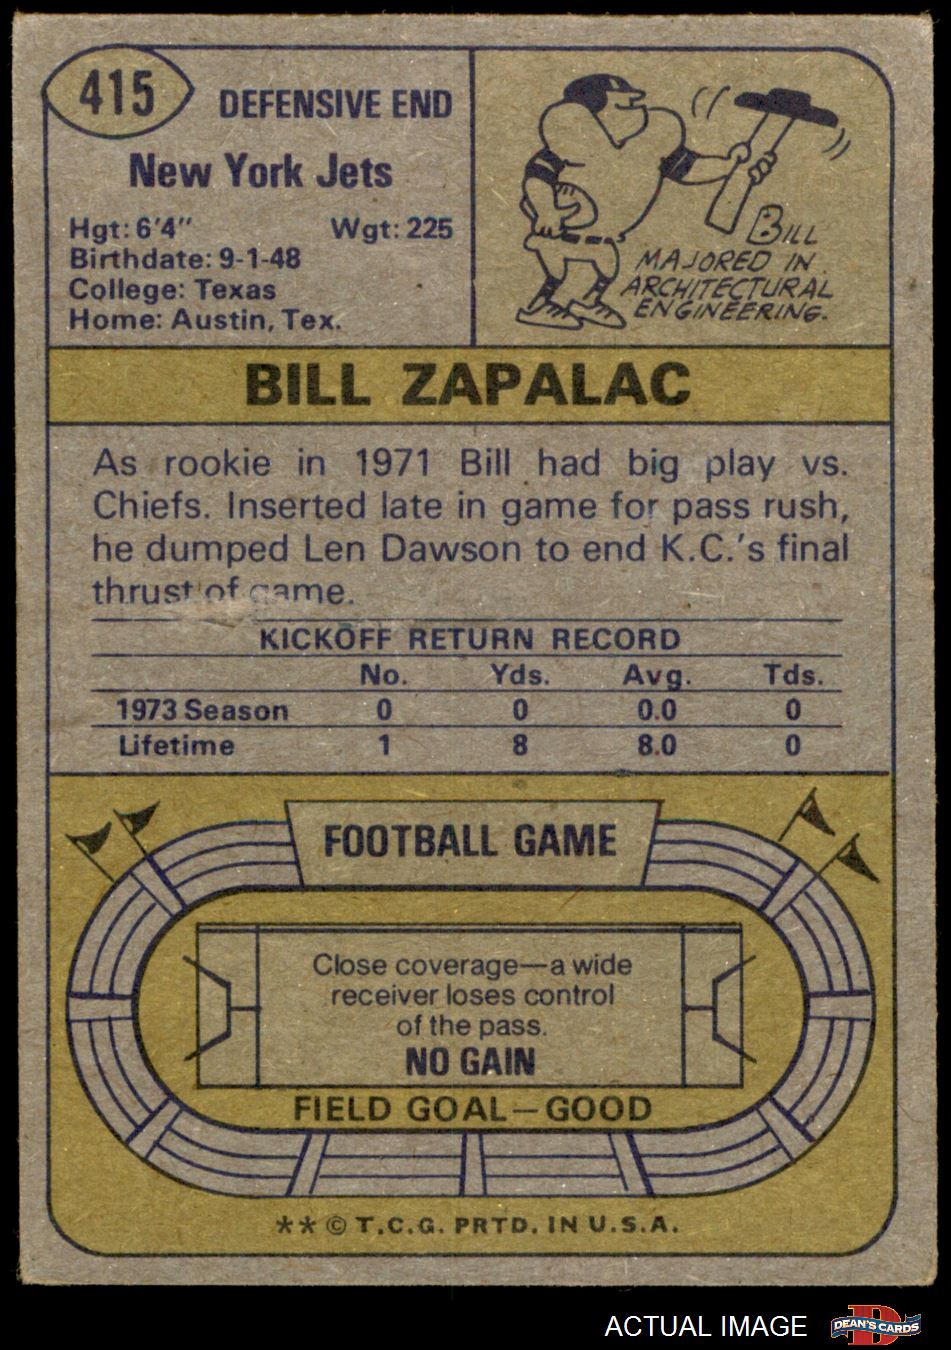 415
DEFENSIVE END
New York Jets
Hgt: 6'4" Wgt: 225
Birthdate: 9-1-48
College: Texas
Home: Austin, Tex.
BILL
MAJORED IN
ARCHITECTURAL
ENGINEERING.
BILL ZAPALAC
As rookie in 1971 Bill had big play vs.
Chiefs. Inserted late in game for pass rush,
he dumped Len Dawson to end K.C.'s final
thrust of game.
KICKOFF RETURN RECORD
No. Yds. Avg. Tds.
1973 Season 0 0 0.0 0
Lifetime 1 8 8.0 0
FOOTBALL GAME
Close coverage—a wide
receiver loses control
of the pass.
NO GAIN
FIELD GOAL—GOOD
** © T.C.G. PRTD. IN U.S.A.
ACTUAL IMAGE
D
DEAN'S CARDS